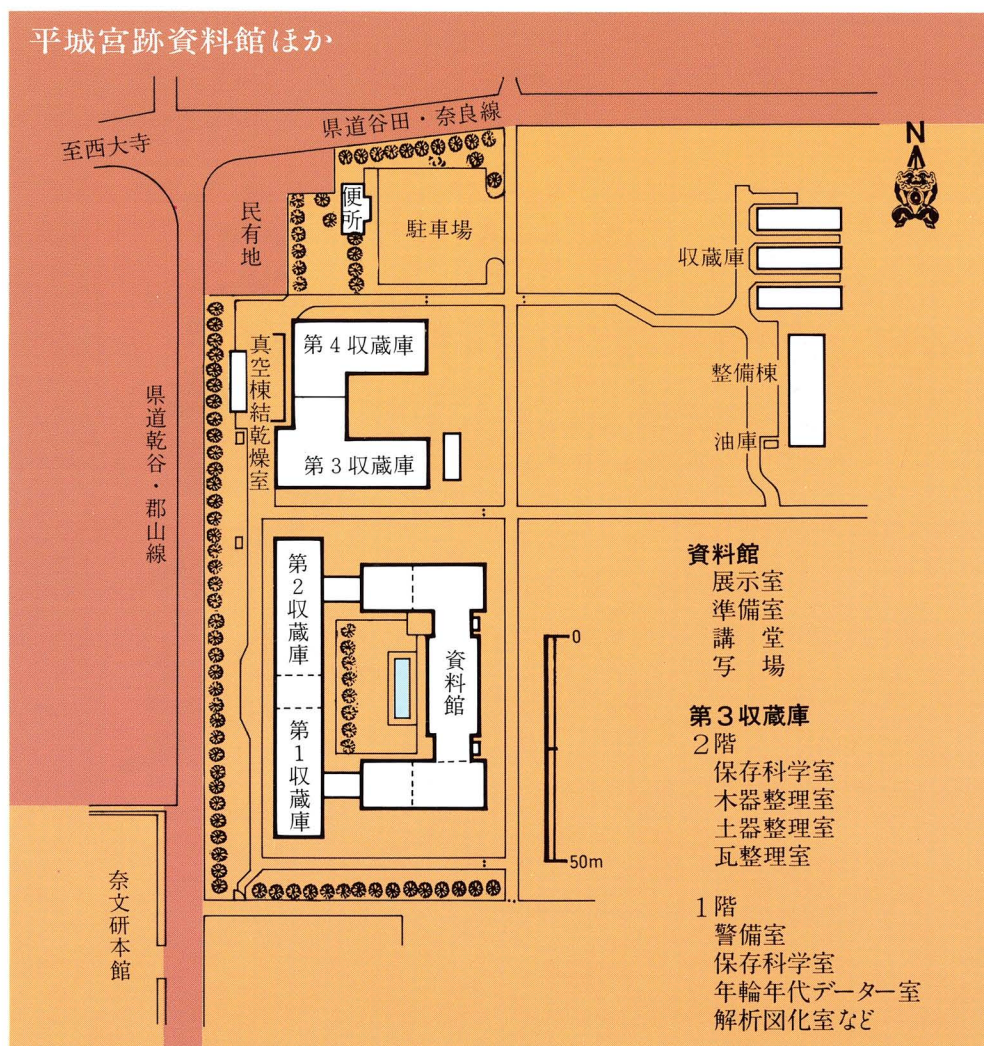 平城宮跡資料館ほか
県道谷田・奈良線
至西大寺
N
民有地
便所
駐車場
収蔵庫
第4収蔵庫
真空棟結乾燥室
整備棟
県道乾谷・郡山線
油庫
第3収蔵庫
第2収蔵庫
資料館
第1収蔵庫
0
50m
奈文研本館
資料館
展示室
準備室
講　堂
写　場
第3収蔵庫
2階
保存科学室
木器整理室
土器整理室
瓦整理室
1階
警備室
保存科学室
年輪年代データー室
解析図化室など